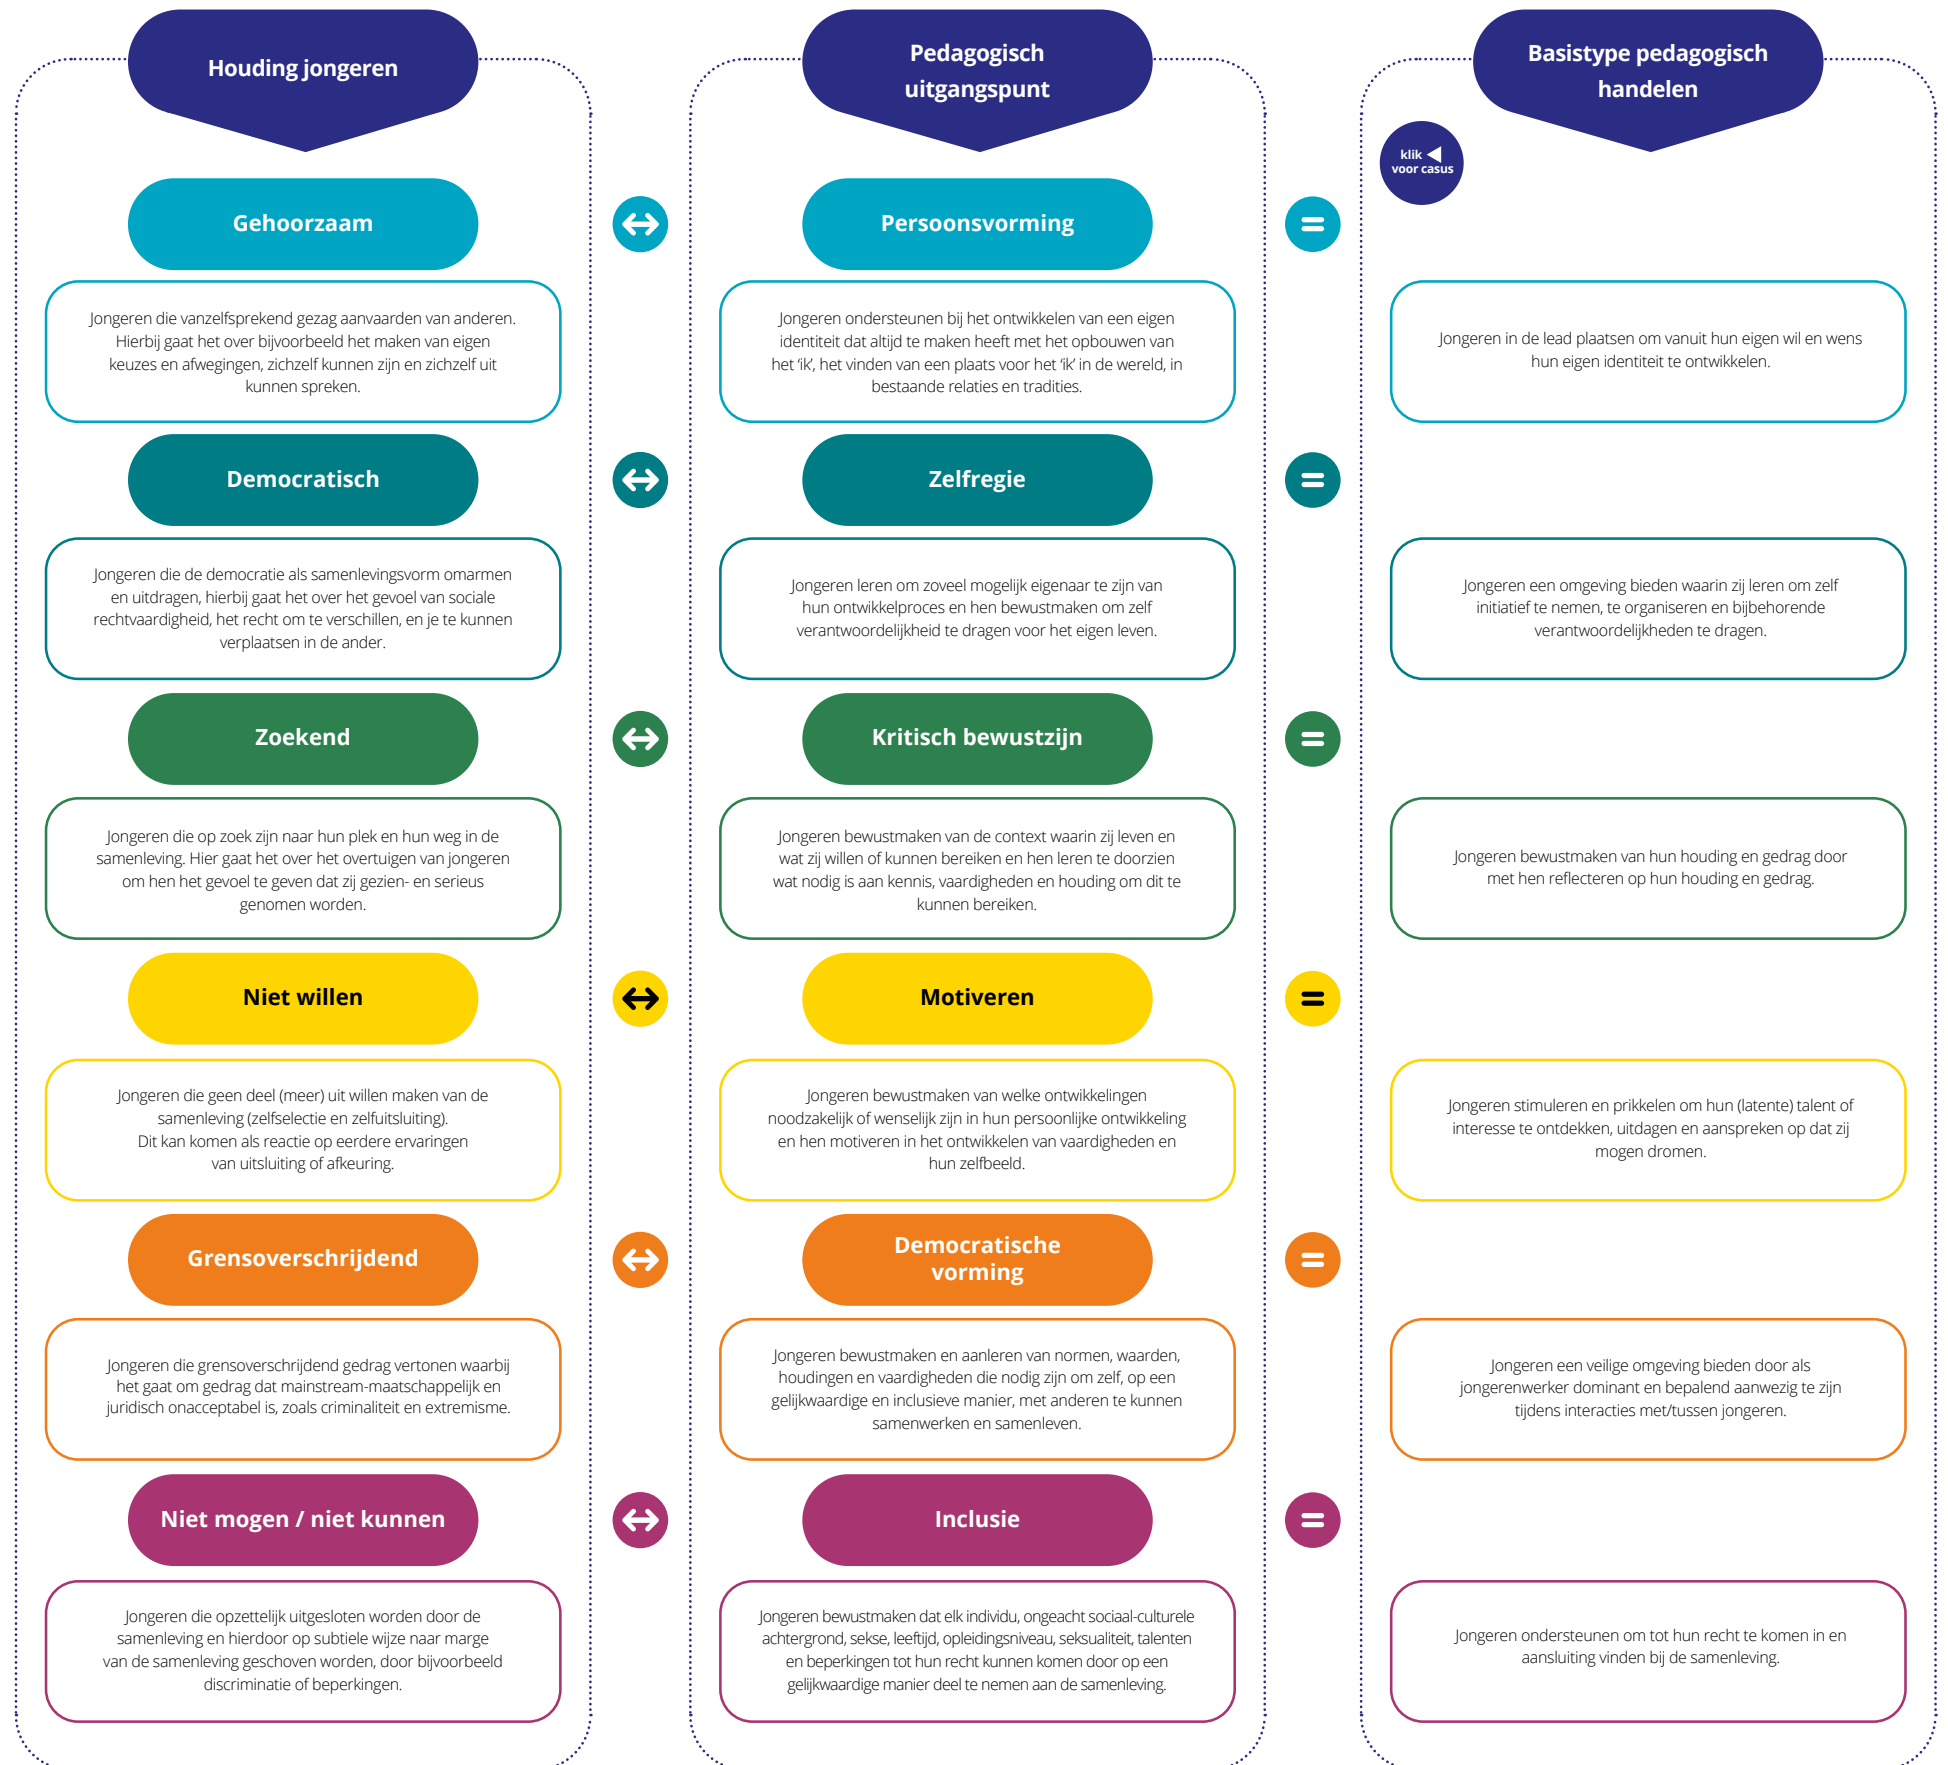 Houding jongeren
Pedagogisch
uitgangspunt
Basistype pedagogisch
handelen
klik
voor casus
Gehoorzaam
Persoonsvorming
=
Jongeren die vanzelfsprekend gezag aanvaarden van anderen.
Hierbij gaat het over bijvoorbeeld het maken van eigen
keuzes en afwegingen, zichzelf kunnen zijn en zichzelf uit
kunnen spreken.
Jongeren ondersteunen bij het ontwikkelen van een eigen
identiteit dat altijd te maken heeft met het opbouwen van
het ‘ik’, het vinden van een plaats voor het ‘ik’ in de wereld, in
bestaande relaties en tradities.
Jongeren in de lead plaatsen om vanuit hun eigen wil en wens
hun eigen identiteit te ontwikkelen.
Democratisch
Zelfregie
=
Jongeren die de democratie als samenlevingsvorm omarmen
en uitdragen, hierbij gaat het over het gevoel van sociale
rechtvaardigheid, het recht om te verschillen, en je te kunnen
verplaatsen in de ander.
Jongeren leren om zoveel mogelijk eigenaar te zijn van
hun ontwikkelproces en hen bewustmaken om zelf
verantwoordelijkheid te dragen voor het eigen leven.
Jongeren een omgeving bieden waarin zij leren om zelf
initiatief te nemen, te organiseren en bijbehorende
verantwoordelijkheden te dragen.
Zoekend
Kritisch bewustzijn
=
Jongeren die op zoek zijn naar hun plek en hun weg in de
samenleving. Hier gaat het over het overtuigen van jongeren
om hen het gevoel te geven dat zij gezien- en serieus
genomen worden.
Jongeren bewustmaken van de context waarin zij leven en
wat zij willen of kunnen bereiken en hen leren te doorzien
wat nodig is aan kennis, vaardigheden en houding om dit te
kunnen bereiken.
Jongeren bewustmaken van hun houding en gedrag door
met hen reflecteren op hun houding en gedrag.
Niet willen
Motiveren
=
Jongeren die geen deel (meer) uit willen maken van de
samenleving (zelfselectie en zelfuitsluiting).
Dit kan komen als reactie op eerdere ervaringen
van uitsluiting of afkeuring.
Jongeren bewustmaken van welke ontwikkelingen
noodzakelijk of wenselijk zijn in hun persoonlijke ontwikkeling
en hen motiveren in het ontwikkelen van vaardigheden en
hun zelfbeeld.
Jongeren stimuleren en prikkelen om hun (latente) talent of
interesse te ontdekken, uitdagen en aanspreken op dat zij
mogen dromen.
Grensoverschrijdend
Democratische
vorming
=
Jongeren die grensoverschrijdend gedrag vertonen waarbij
het gaat om gedrag dat mainstream-maatschappelijk en
juridisch onacceptabel is, zoals criminaliteit en extremisme.
Jongeren bewustmaken en aanleren van normen, waarden,
houdingen en vaardigheden die nodig zijn om zelf, op een
gelijkwaardige en inclusieve manier, met anderen te kunnen
samenwerken en samenleven.
Jongeren een veilige omgeving bieden door als
jongerenwerker dominant en bepalend aanwezig te zijn
tijdens interacties met/tussen jongeren.
Niet mogen / niet kunnen
Inclusie
=
Jongeren die opzettelijk uitgesloten worden door de
samenleving en hierdoor op subtiele wijze naar marge
van de samenleving geschoven worden, door bijvoorbeeld
discriminatie of beperkingen.
Jongeren bewustmaken dat elk individu, ongeacht sociaal-culturele
achtergrond, sekse, leeftijd, opleidingsniveau, seksualiteit, talenten
en beperkingen tot hun recht kunnen komen door op een
gelijkwaardige manier deel te nemen aan de samenleving.
Jongeren ondersteunen om tot hun recht te komen in en
aansluiting vinden bij de samenleving.